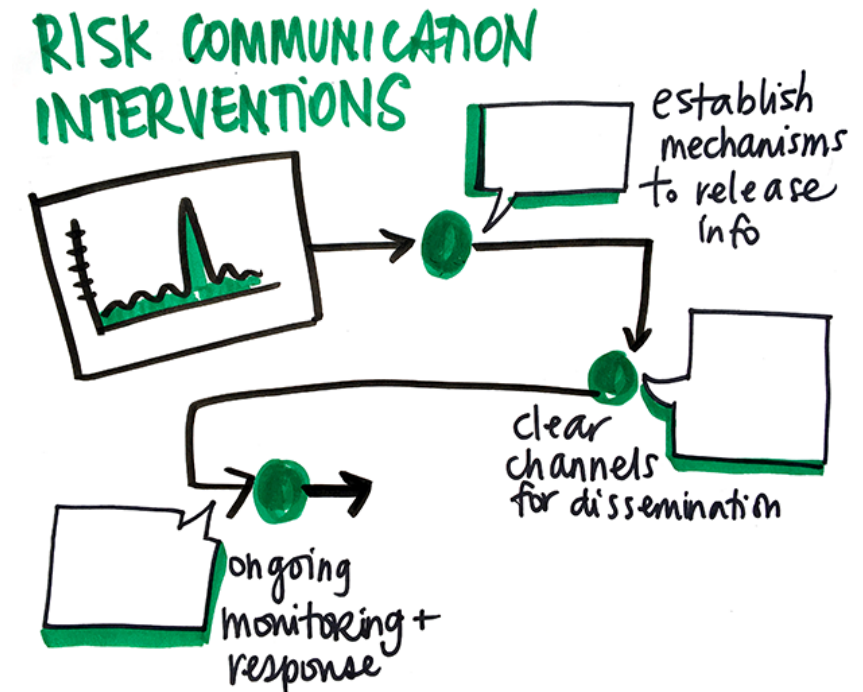 RISK COMMUNICATION
INTERVENTIONS
establish
mechanisms
to release
info
clear
channels
for dissemination
ongoing
monitoring +
response